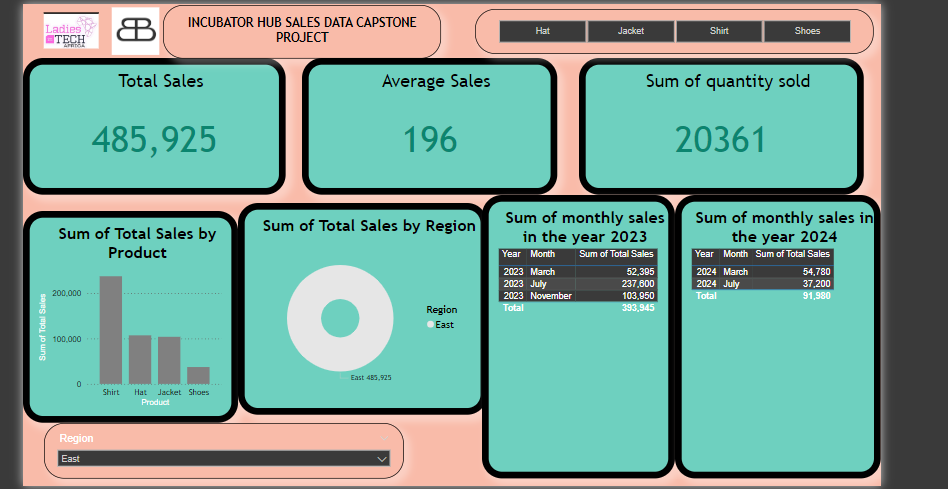 Ladies
in TECH
AFRICA
INCUBATOR HUB SALES DATA CAPSTONE
PROJECT
Hat
Jacket
Shirt
Shoes
Total Sales
485,925
Average Sales
196
Sum of quantity sold
20361
Sum of Total Sales by
Product
Sum of Total Sales
200,000
100,000
0
Shirt Hat Jacket Shoes
Product
Sum of Total Sales by Region
East 485,925
Region
East
Sum of monthly sales
in the year 2023
Year Month Sum of Total Sales
2023 March 52,395
2023 July 237,600
2023 November 103,950
Total 393,945
Sum of monthly sales in
the year 2024
Year Month Sum of Total Sales
2024 March 54,780
2024 July 37,200
Total 91,980
Region
East